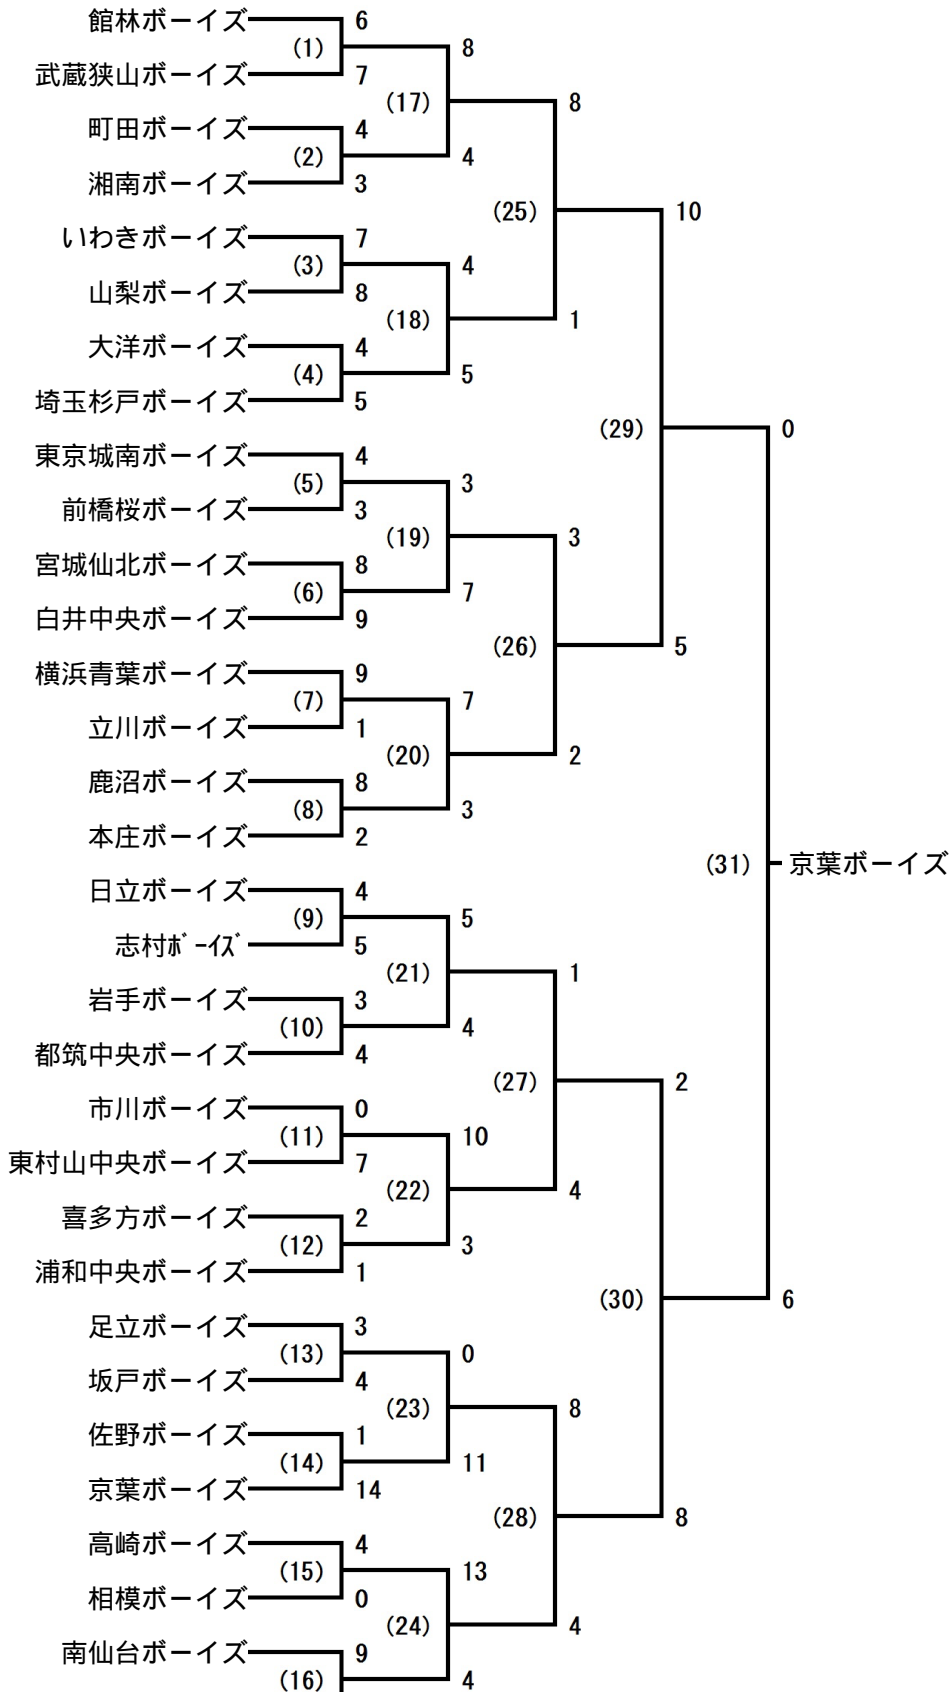 館林ボーイズ 6
(1) 8
武蔵狭山ボーイズ 7
(17) 8
町田ボーイズ 4
(2) 4
湘南ボーイズ 3
(25) 10
いわきボーイズ 7
(3) 4
山梨ボーイズ 8
(18) 1
大洋ボーイズ 4
(4) 5
埼玉杉戸ボーイズ 5
(29) 0
東京城南ボーイズ 4
(5) 3
前橋桜ボーイズ 3
(19) 3
宮城仙北ボーイズ 8
(6) 7
白井中央ボーイズ 9
(26) 5
横浜青葉ボーイズ 9
(7) 7
立川ボーイズ 1
(20) 2
鹿沼ボーイズ 8
(8) 3
本庄ボーイズ 2
(31) 京葉ボーイズ
日立ボーイズ 4
(9) 5
志村ﾎﾞｰｲｽﾞ 5
(21) 1
岩手ボーイズ 3
(10) 4
都筑中央ボーイズ 4
(27) 2
市川ボーイズ 0
(11) 10
東村山中央ボーイズ 7
(22) 4
喜多方ボーイズ 2
(12) 3
浦和中央ボーイズ 1
(30) 6
足立ボーイズ 3
(13) 0
坂戸ボーイズ 4
(23) 8
佐野ボーイズ 1
(14) 11
京葉ボーイズ 14
(28) 8
高崎ボーイズ 4
(15) 13
相模ボーイズ 0
(24) 4
南仙台ボーイズ 9
(16) 4